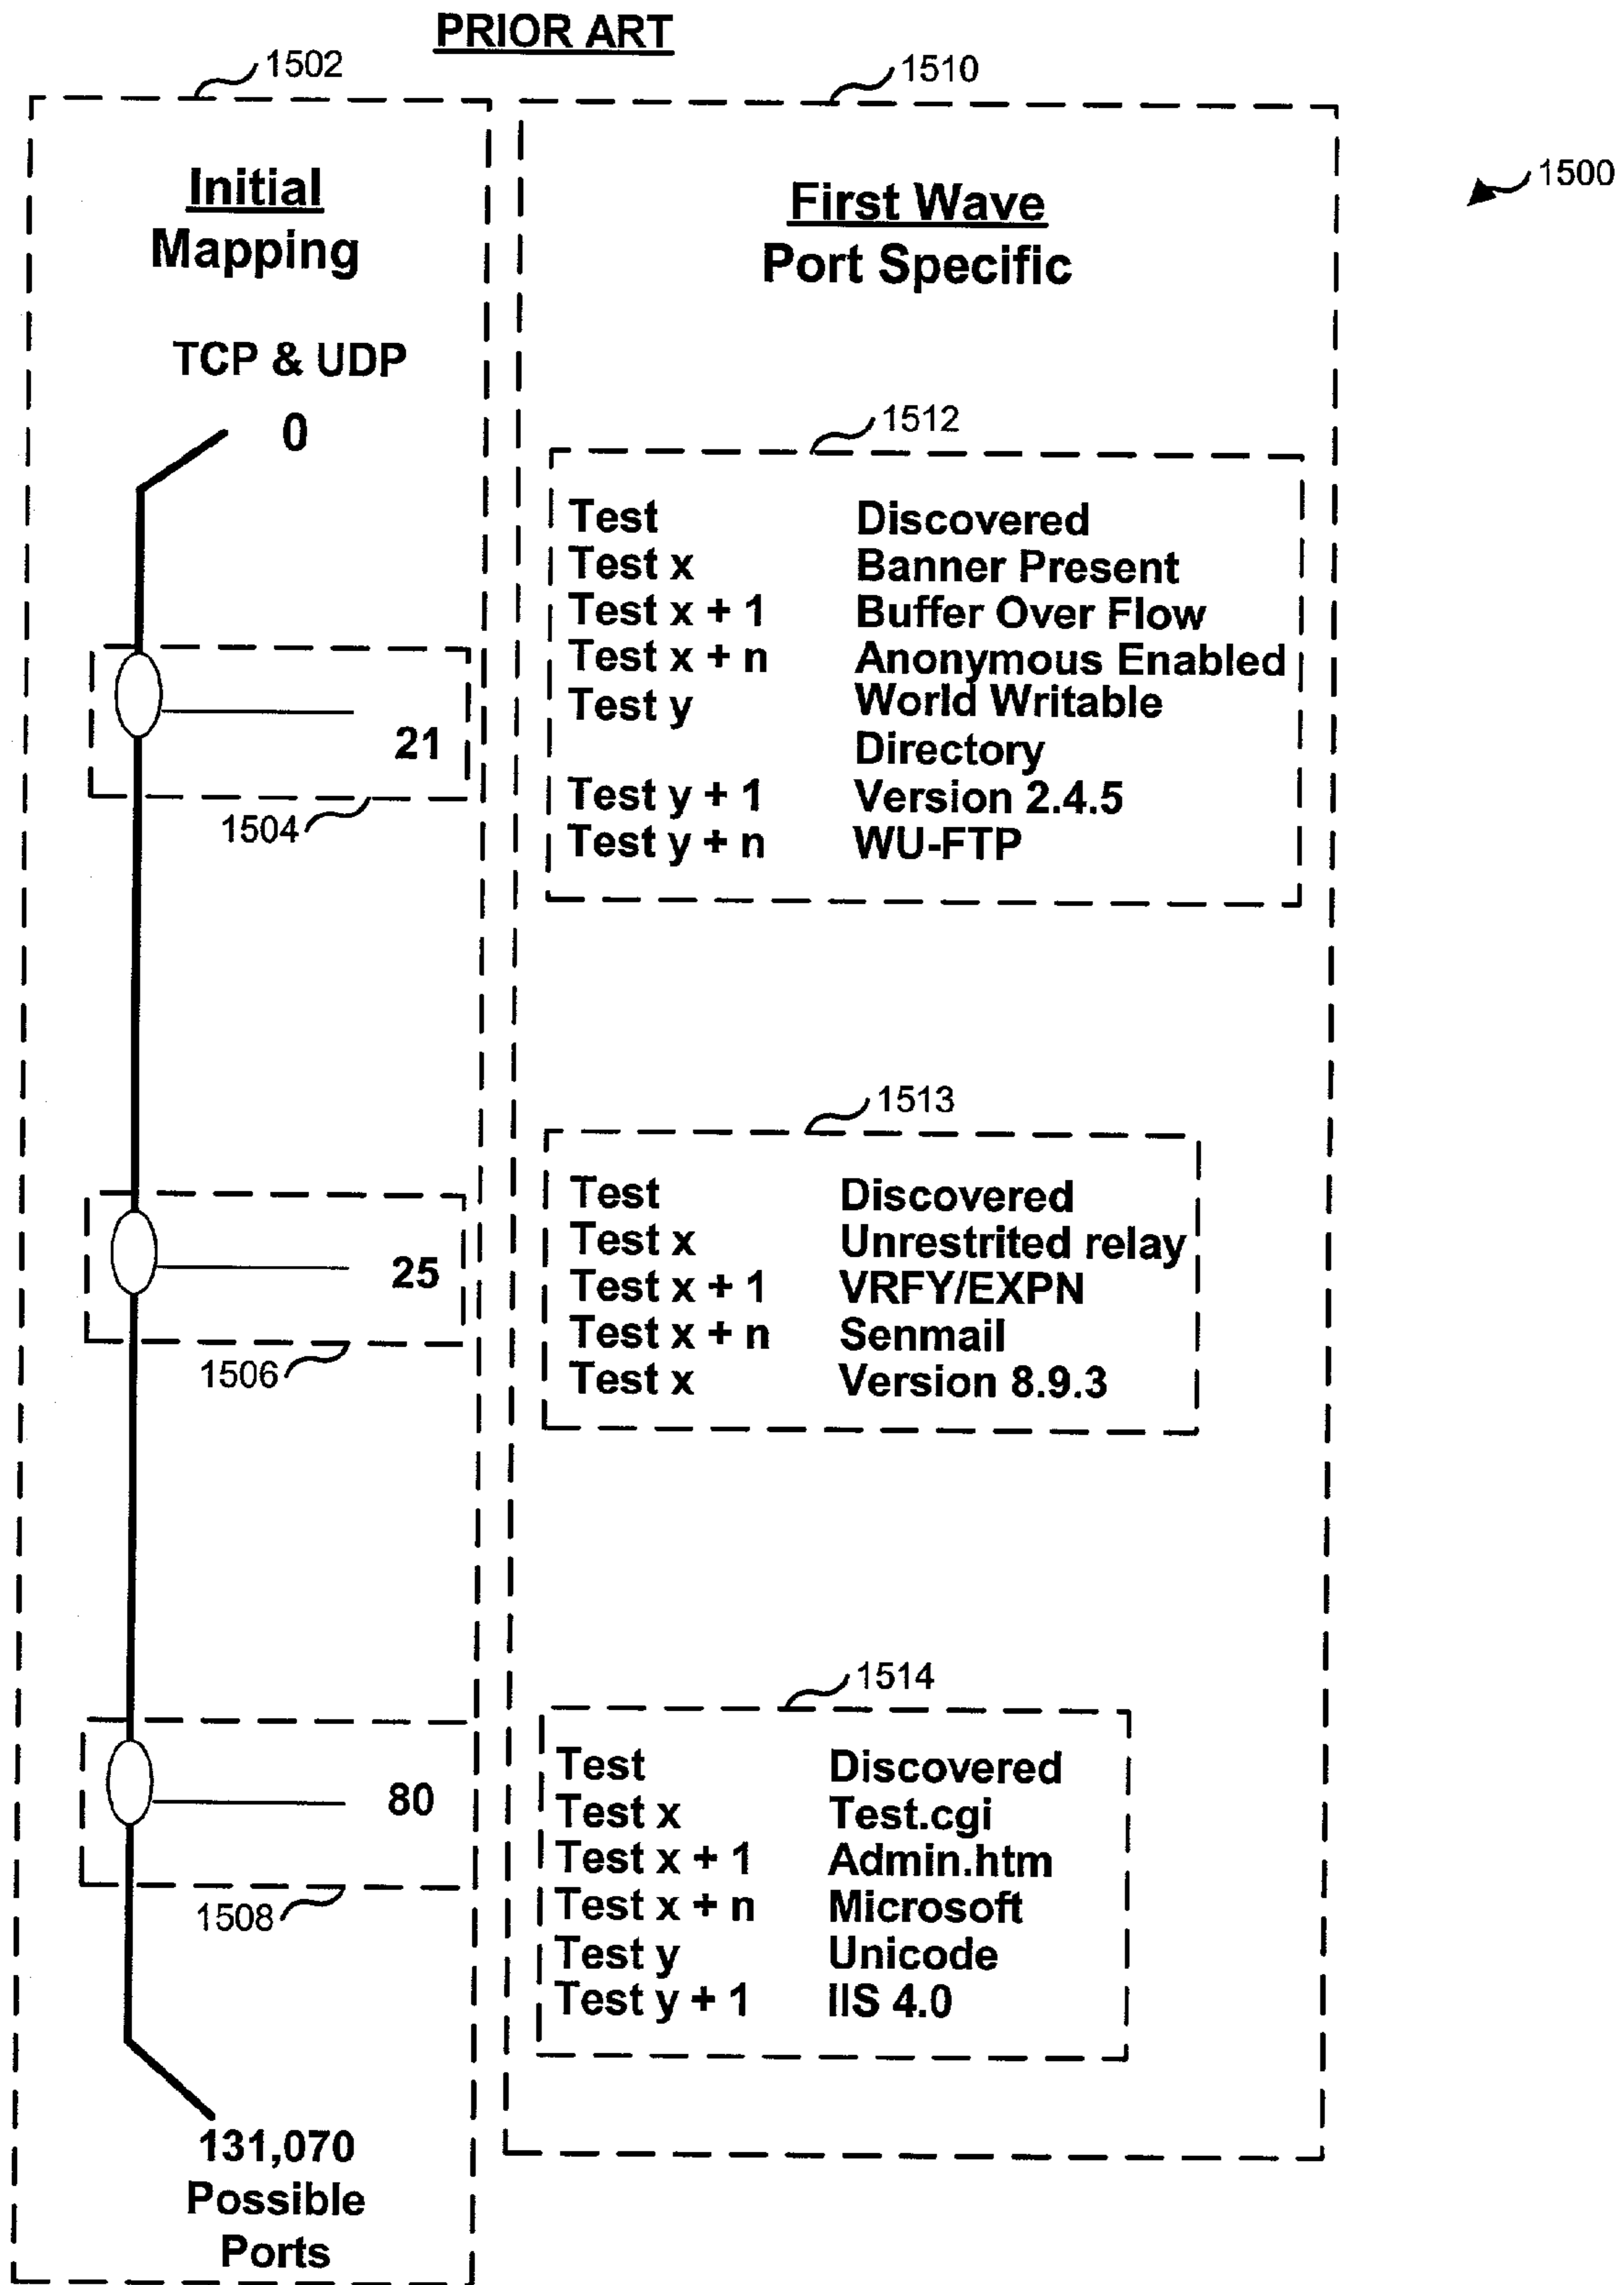 PRIOR ART
1502
1510
1500
Initial
Mapping
TCP & UDP
0
21
1504
25
1506
80
1508
131,070
Possible
Ports
First Wave
Port Specific
1512
Test Discovered
Test x Banner Present
Test x + 1 Buffer Over Flow
Test x + n Anonymous Enabled
Test y World Writable
Directory
Test y + 1 Version 2.4.5
Test y + n WU-FTP
1513
Test Discovered
Test x Unrestrited relay
Test x + 1 VRFY/EXPN
Test x + n Senmail
Test x Version 8.9.3
1514
Test Discovered
Test x Test.cgi
Test x + 1 Admin.htm
Test x + n Microsoft
Test y Unicode
Test y + 1 IIS 4.0